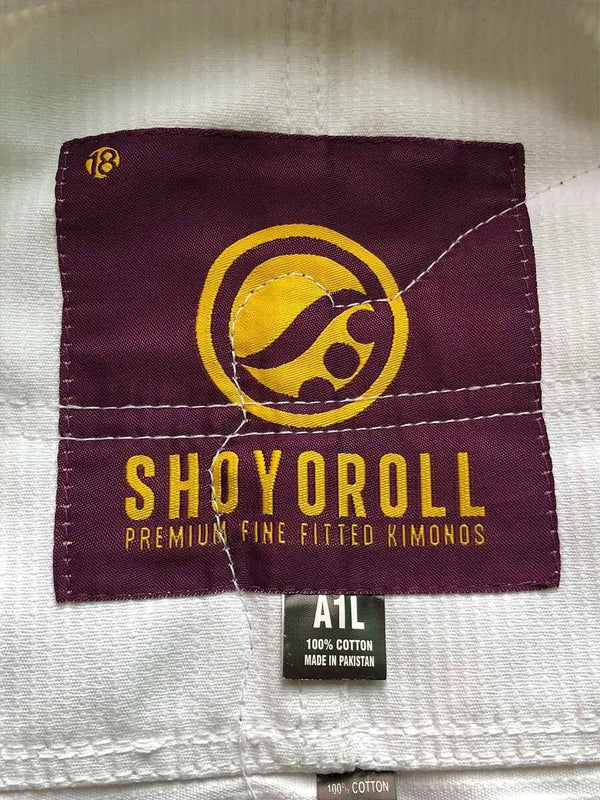 18
SHOYOROLL
PREMIUM FINE FITTED KIMONOS
A1L
100% COTTON
MADE IN PAKISTAN
100% COTTON